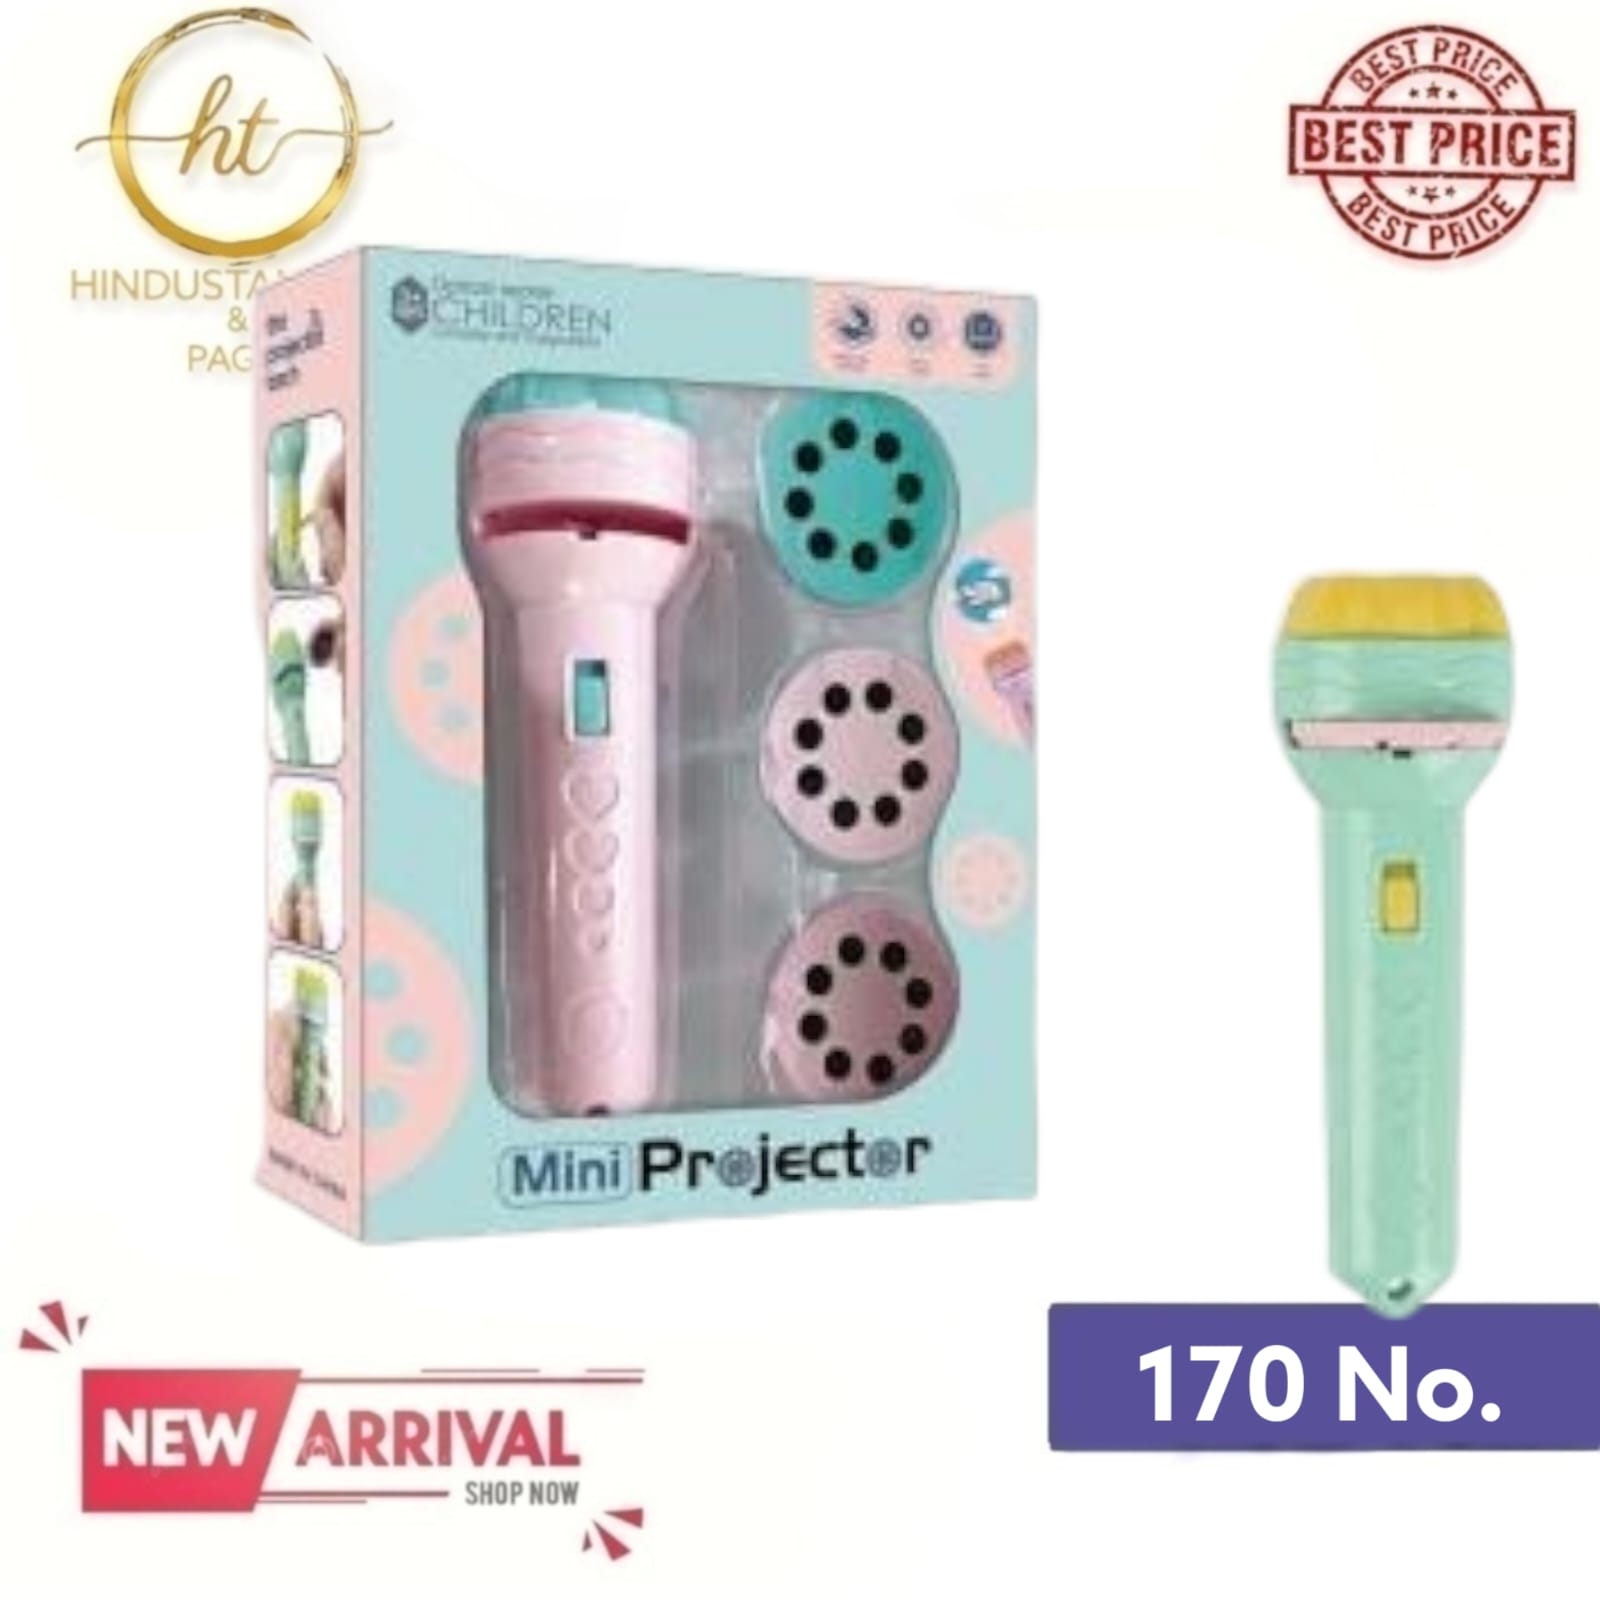 ht
HINDUSTA
&
PAG
BEST PRICE
BEST PRICE
BEST PRICE
CHILDREN
Mini Projector
170 No.
NEW ARRIVAL
SHOP NOW